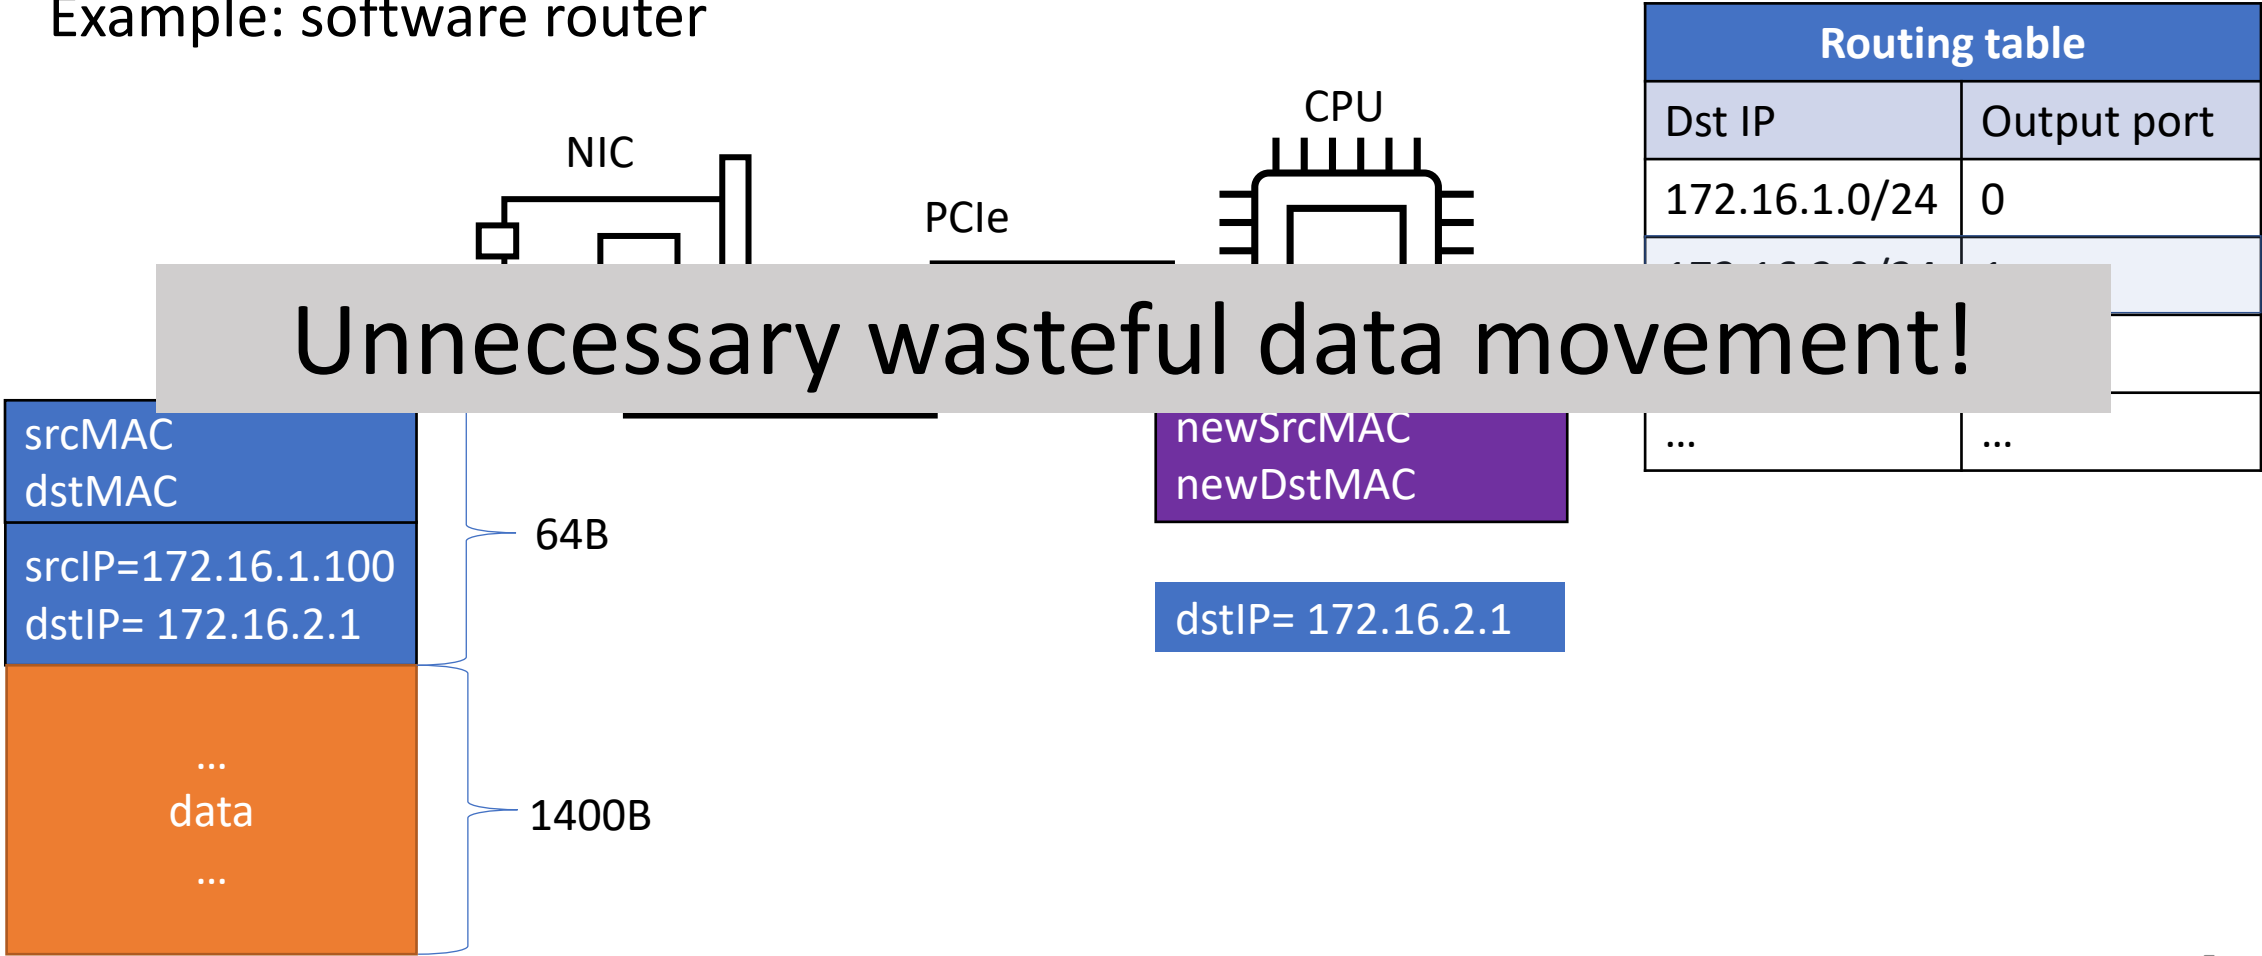 Example: software router
NIC
PCIe
CPU
Routing table
Dst IP Output port
172.16.1.0/24 0
Unnecessary wasteful data movement!
... ...
srcMAC
dstMAC
srcIP=172.16.1.100
dstIP= 172.16.2.1
64B
...
data
...
1400B
newSrcMAC
newDstMAC
dstIP= 172.16.2.1